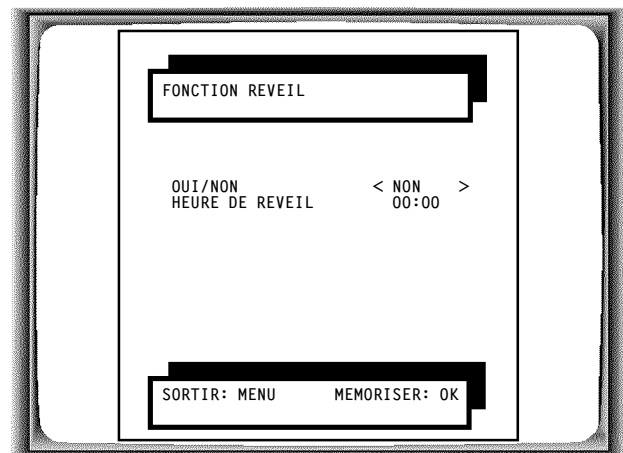 FONCTION REVEIL
OUI/NON < NON >
HEURE DE REVEIL 00:00
SORTIR: MENU MEMORISER: OK